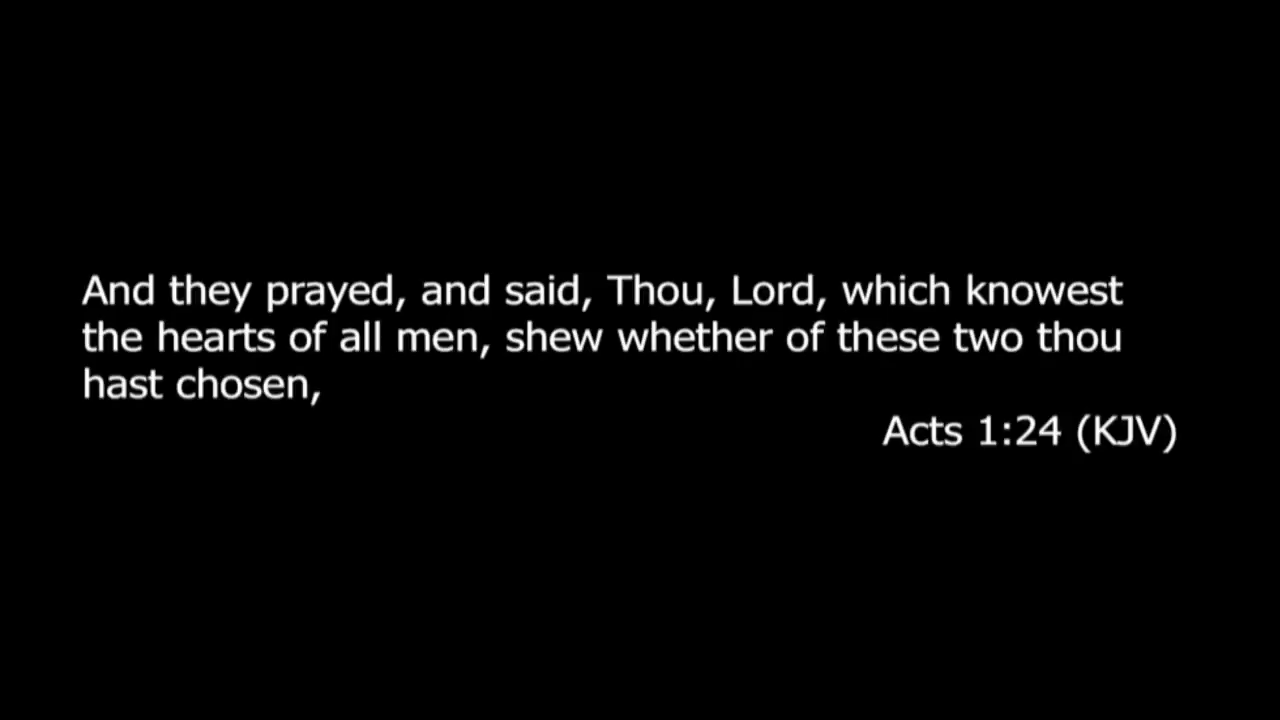 And they prayed, and said, Thou, Lord, which knowest
the hearts of all men, shew whether of these two thou
hast chosen,
Acts 1:24 (KJV)